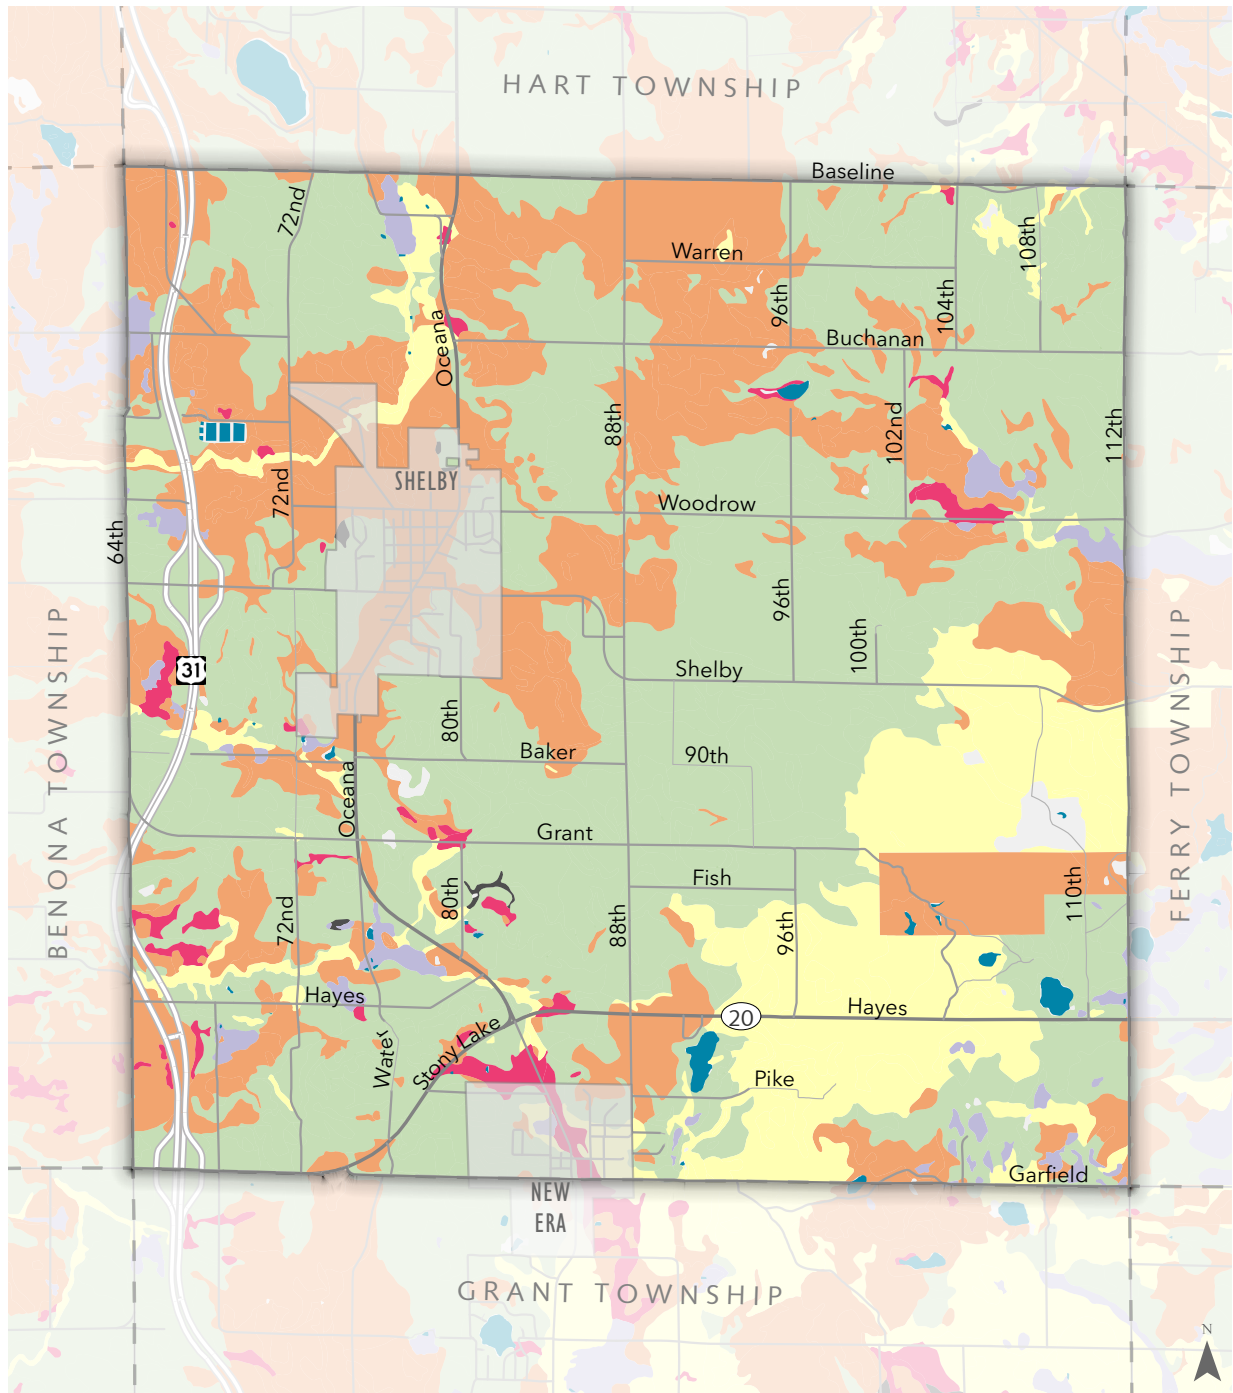 HART TOWNSHIP
Baseline
72nd
Warren
108th
96th
104th
Oceana
Buchanan
88th
102nd
112th
SHELBY
72nd
Woodrow
64th
96th
100th
31
Shelby
BENONA TOWNSHIP
FERRY TOWNSHIP
80th
Baker
90th
Oceana
Grant
Fish
110th
80th
72nd
88th
96th
Hayes
Hayes
20
Stony Lake
Water
Pike
Garfield
NEW
ERA
GRANT TOWNSHIP
N